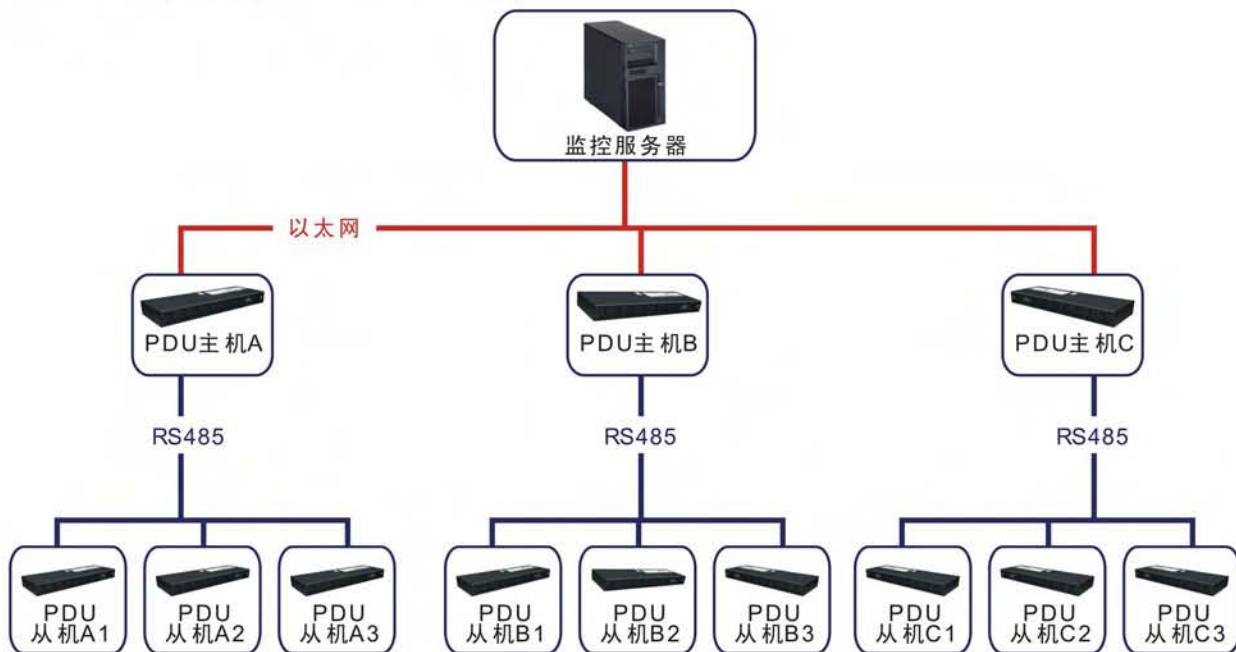 监控服务器
以太网
PDU主机A
PDU主机B
PDU主机C
RS485
RS485
RS485
PDU
从机A1
PDU
从机A2
PDU
从机A3
PDU
从机B1
PDU
从机B2
PDU
从机B3
PDU
从机C1
PDU
从机C2
PDU
从机C3